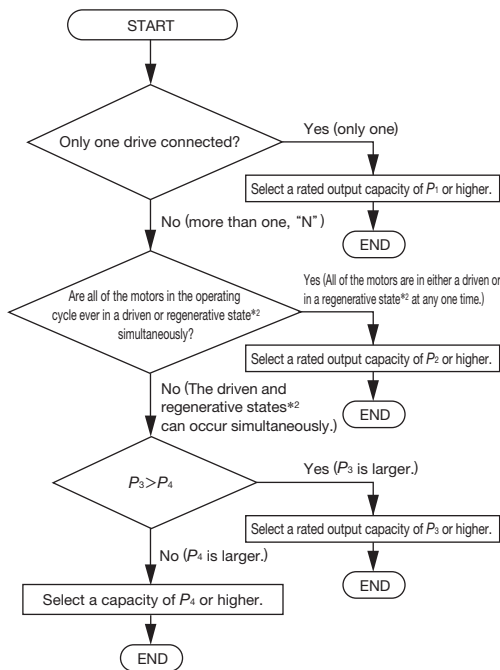 START
Only one drive connected?
Yes (only one)
Select a rated output capacity of P1 or higher.
END
No (more than one, “N”)
Are all of the motors in the operating
cycle ever in a driven or regenerative state*2
simultaneously?
Yes (All of the motors are in either a driven or
in a regenerative state*2 at any one time.)
Select a rated output capacity of P2 or higher.
END
No (The driven and
regenerative states*2
can occur simultaneously.)
P3>P4
Yes (P3 is larger.)
Select a rated output capacity of P3 or higher.
END
No (P4 is larger.)
Select a capacity of P4 or higher.
END